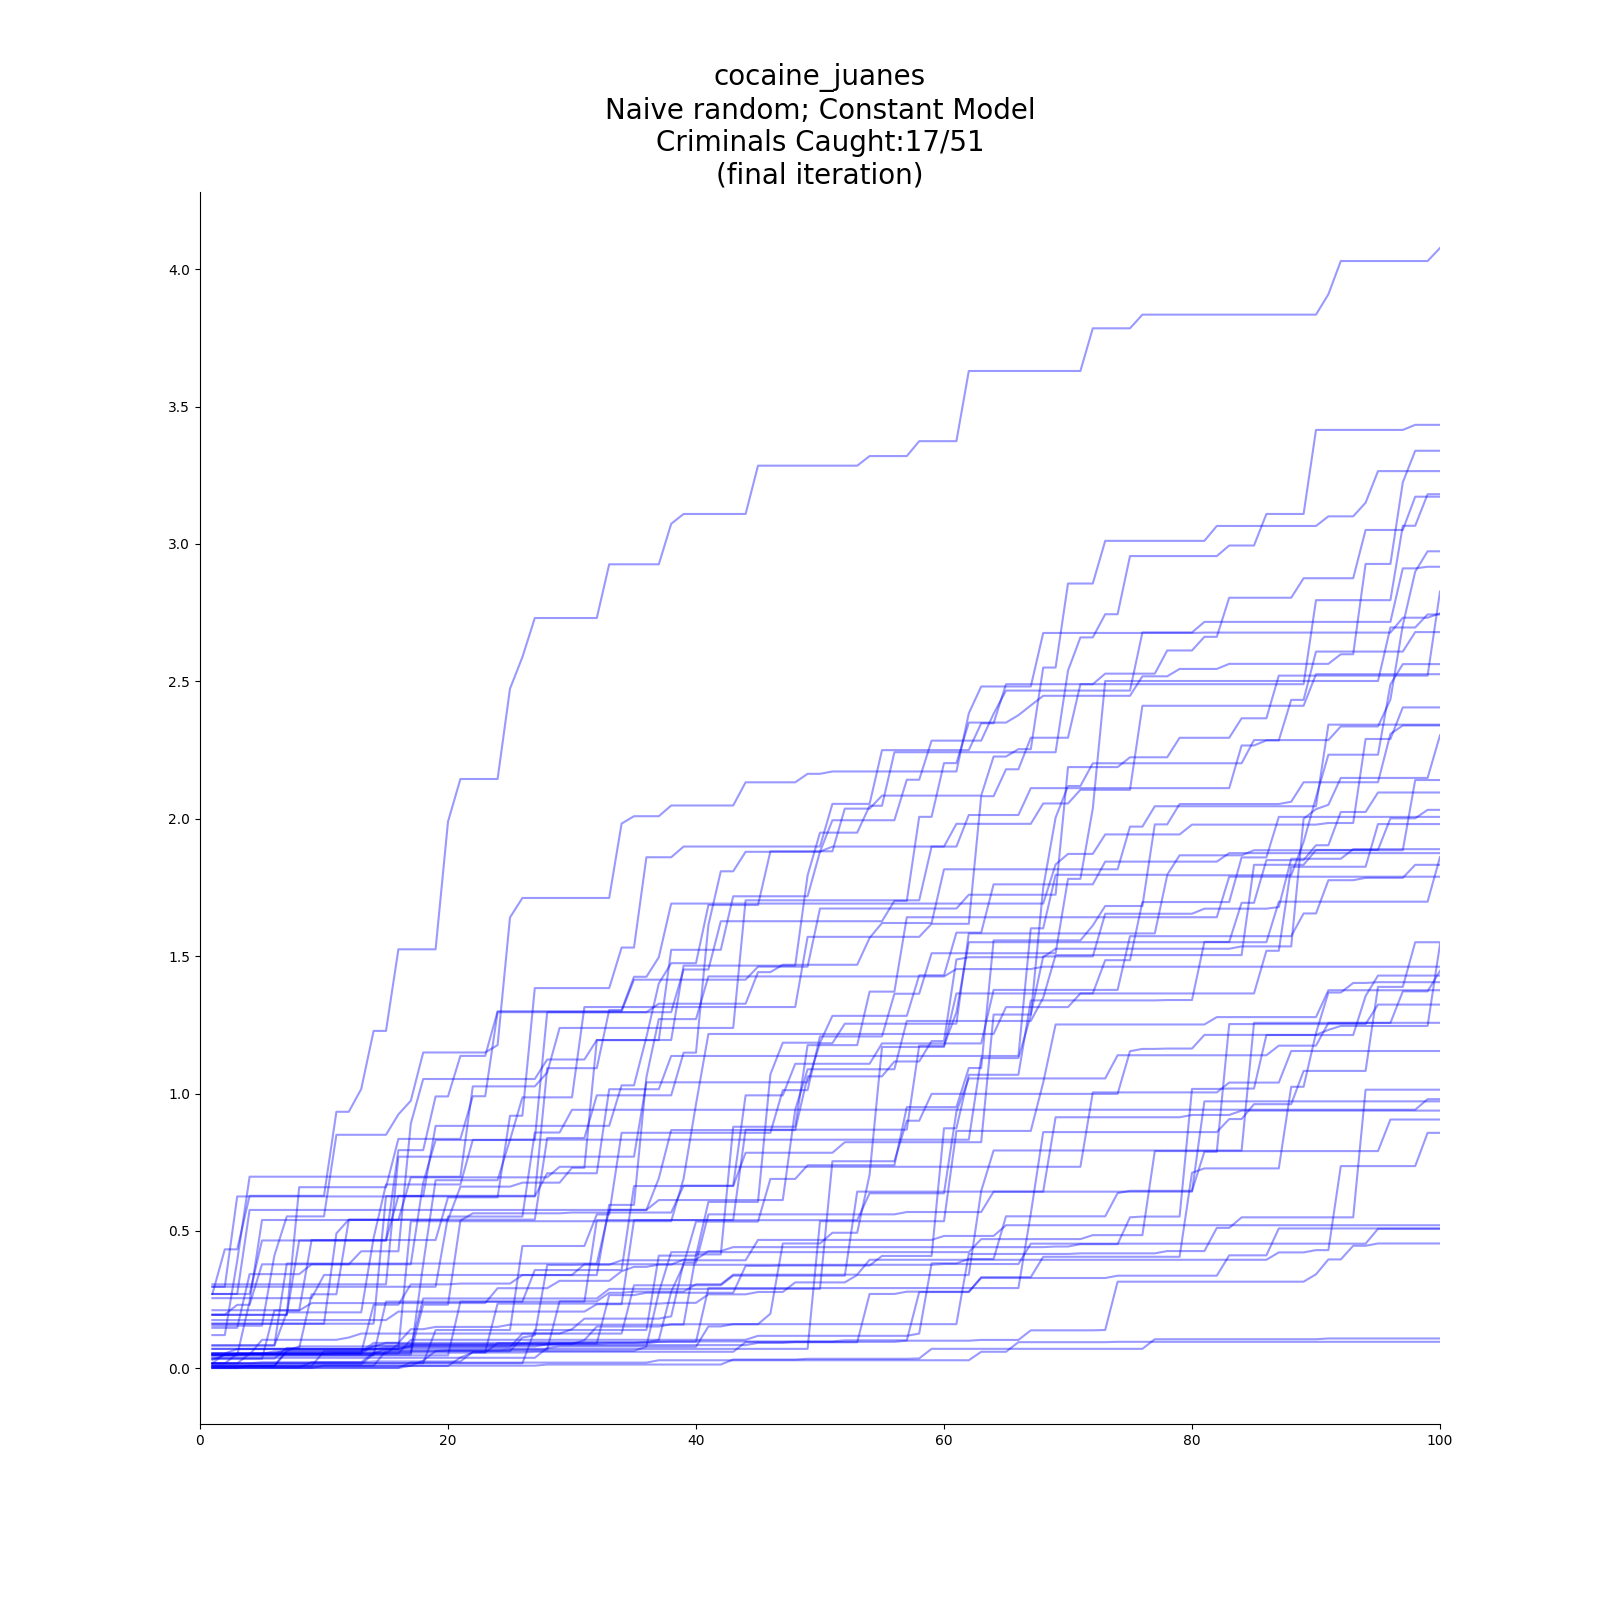 cocaine_juanes
Naive random; Constant Model
Criminals Caught:17/51
(final iteration)
4.0
3.5
3.0
2.5
2.0
1.5
1.0
0.5
0.0
0 20 40 60 80 100